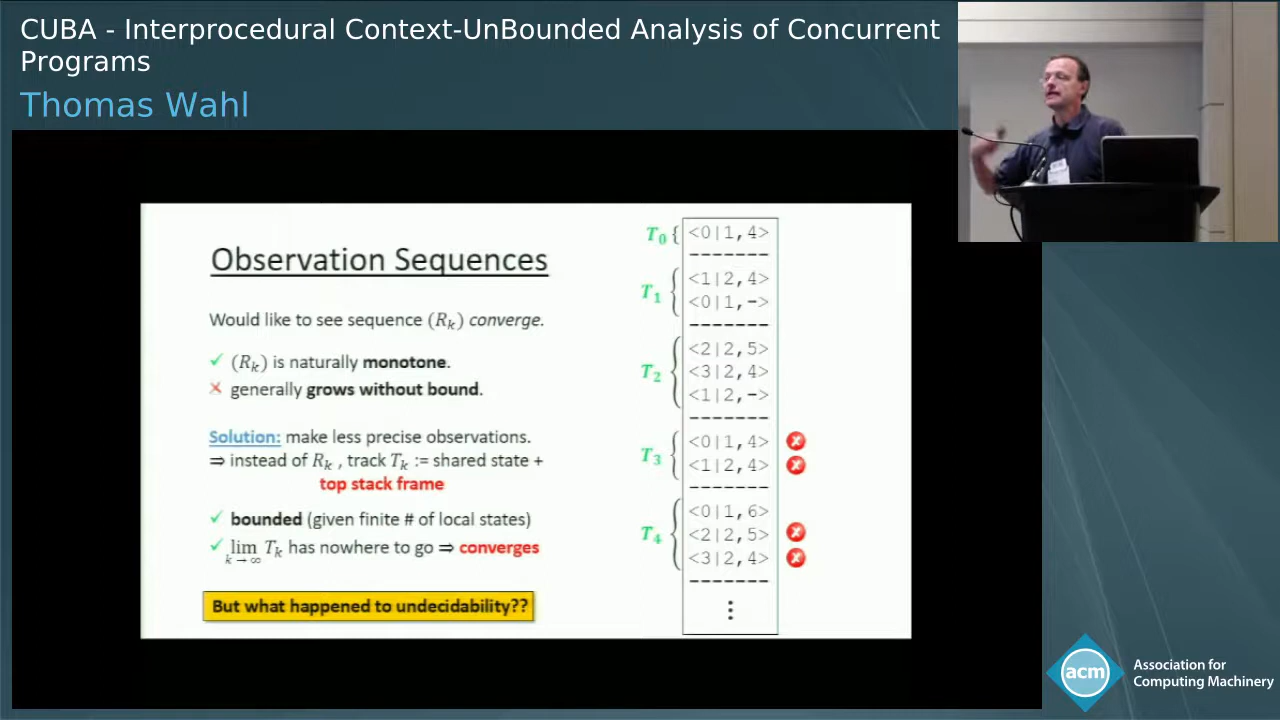 CUBA - Interprocedural Context-UnBounded Analysis of Concurrent
Programs
Thomas Wahl
Observation Sequences
Would like to see sequence (Rₖ) converge.
✓ (Rₖ) is naturally monotone.
✗ generally grows without bound.
Solution: make less precise observations.
⇒ instead of Rₖ , track Tₖ := shared state +
top stack frame
✓ bounded (given finite # of local states)
✓ lim Tₖ has nowhere to go ⇒ converges
k → ∞
But what happened to undecidability??
T₀ { <0|1,4>
-------
T₁ { <1|2,4>
<0|1,->
-------
T₂ { <2|2,5>
<3|2,4>
<1|2,->
-------
T₃ { <0|1,4>
<1|2,4>
-------
T₄ { <0|1,6>
<2|2,5>
<3|2,4>
-------
⋮
acm
Association for
Computing Machinery